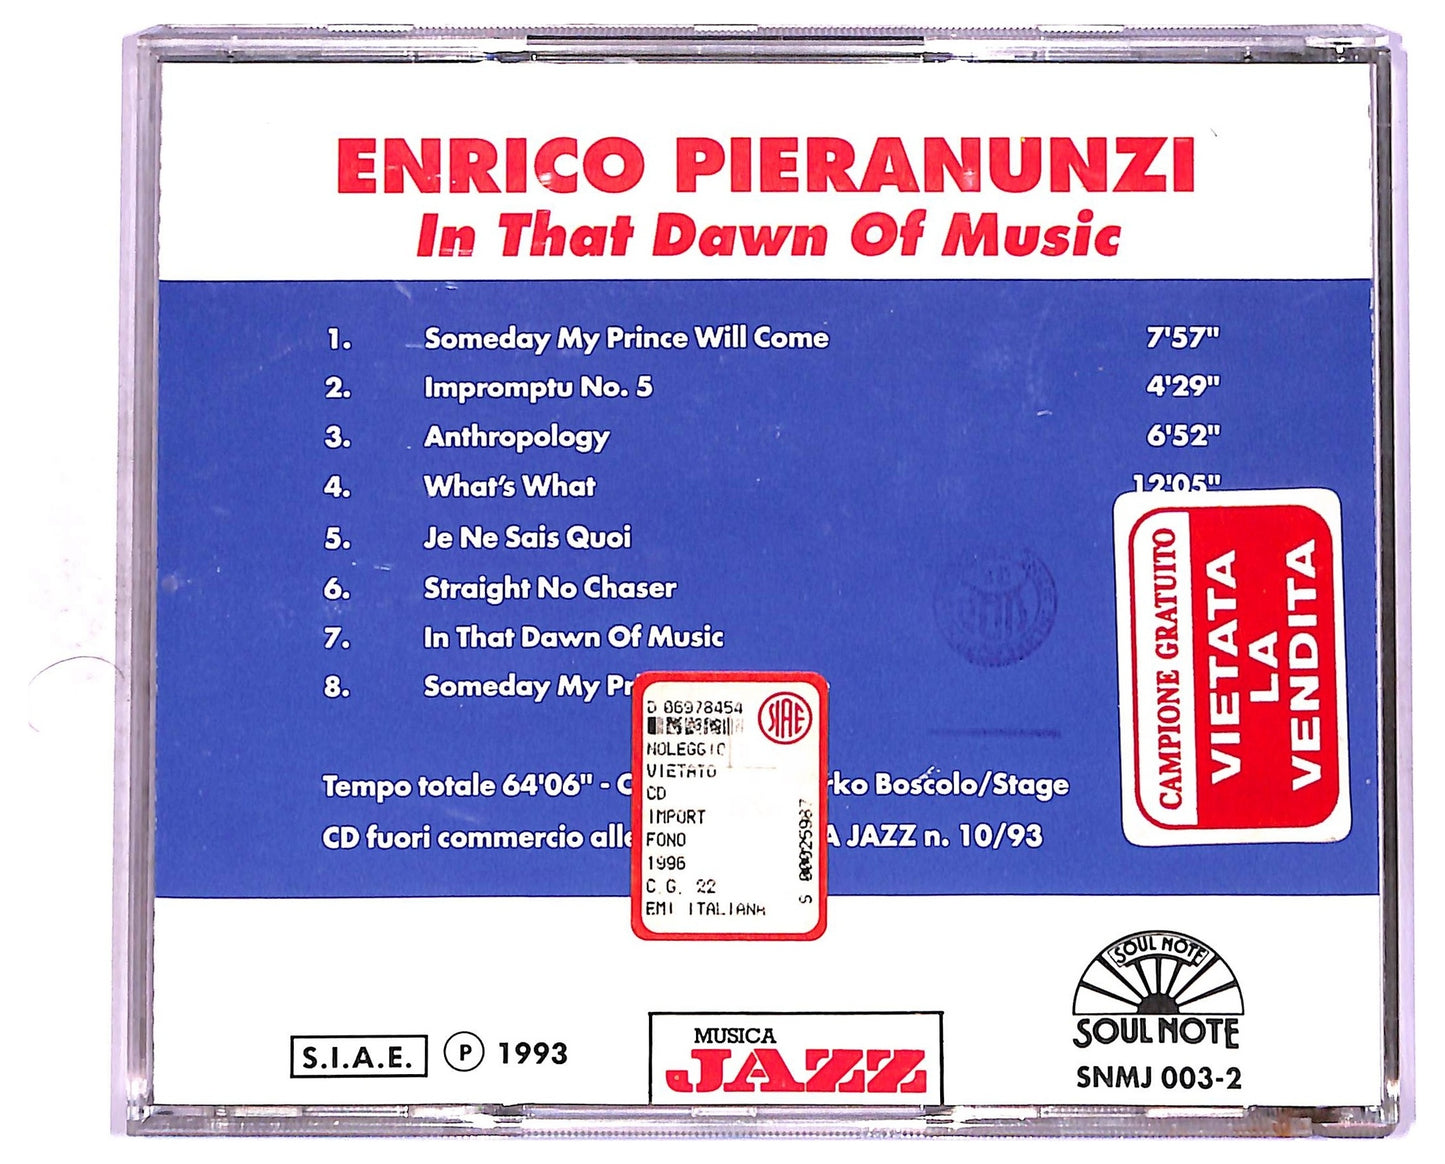 ENRICO PIERANUNZI
In That Dawn Of Music
1. Someday My Prince Will Come 7'57"
2. Impromptu No. 5 4'29"
3. Anthropology 6'52"
4. What's What 12'05"
5. Je Ne Sais Quoi
6. Straight No Chaser
7. In That Dawn Of Music
8. Someday My
Tempo totale 64'06" - Boscolo/Stage
CD fuori commercio JAZZ n. 10/93
CAMPIONE GRATUITO
VIETATA
LA
VENDITA
D 06978454
SIAE
NOLEGGIO
VIETATO
CD
IMPORT
FONO
1996
C.G. 22
EMI ITALIANA
S 00025987
S.I.A.E. P 1993
MUSICA
JAZZ
SOUL NOTE
SOUL NOTE
SNMJ 003-2